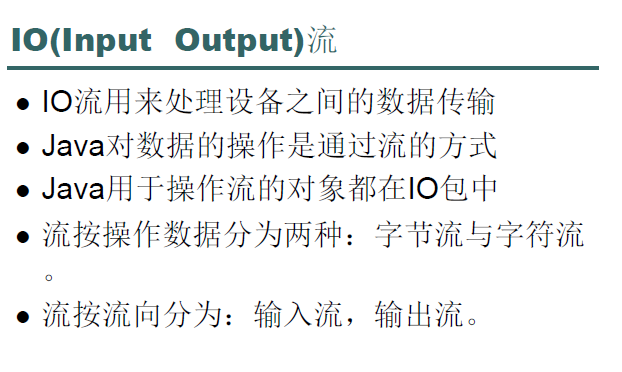 IO(Input Output)流
● IO流用来处理设备之间的数据传输
● Java对数据的操作是通过流的方式
● Java用于操作流的对象都在IO包中
● 流按操作数据分为两种：字节流与字符流
。
● 流按流向分为：输入流，输出流。